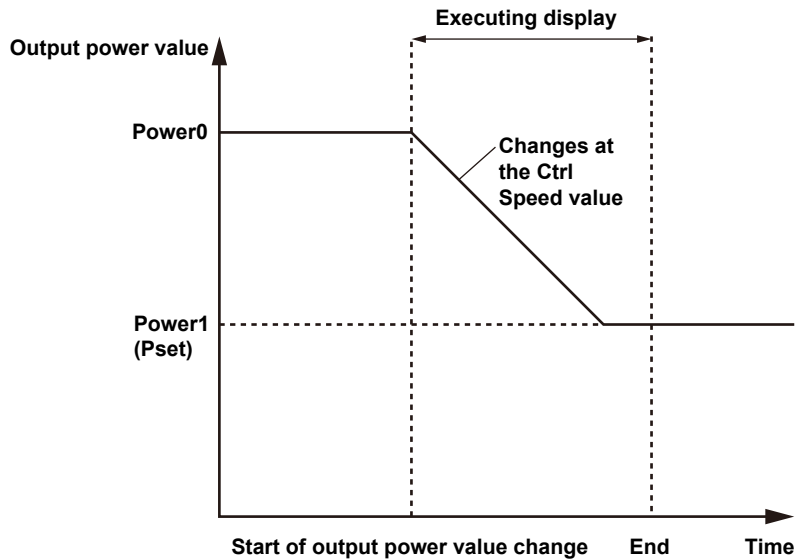 Executing display
Output power value
Power0
Changes at
the Ctrl
Speed value
Power1
(Pset)
Start of output power value change
End
Time